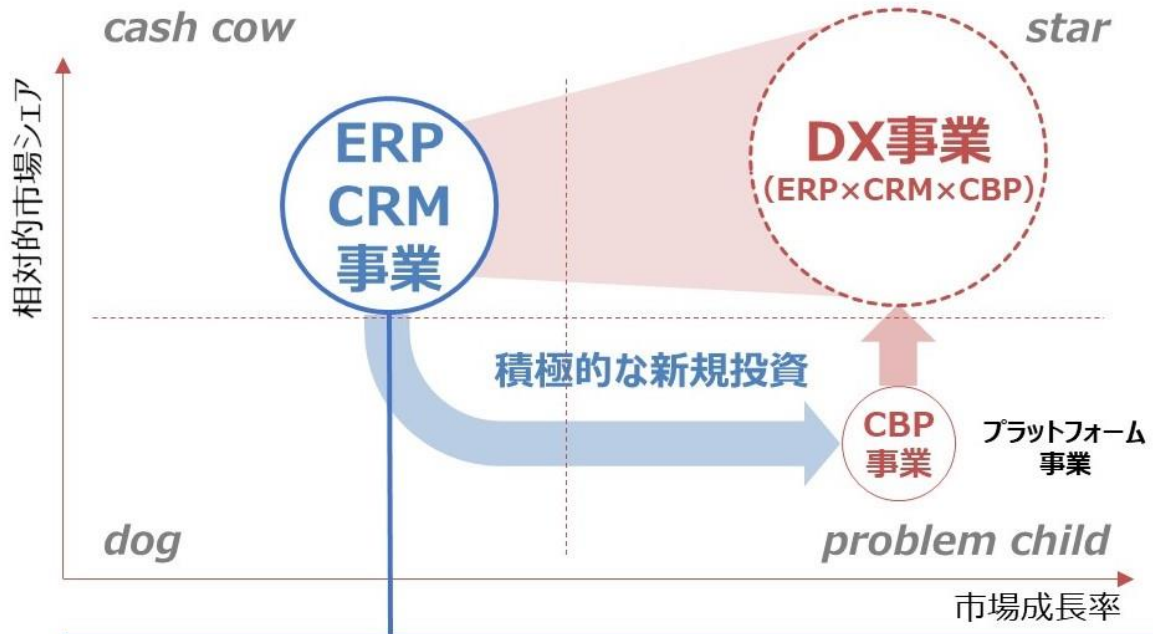 cash cow
star
相対的市場シェア
ERP
CRM
事業
DX事業
（ERP×CRM×CBP）
積極的な新規投資
CBP
事業
プラットフォーム
事業
dog
problem child
市場成長率